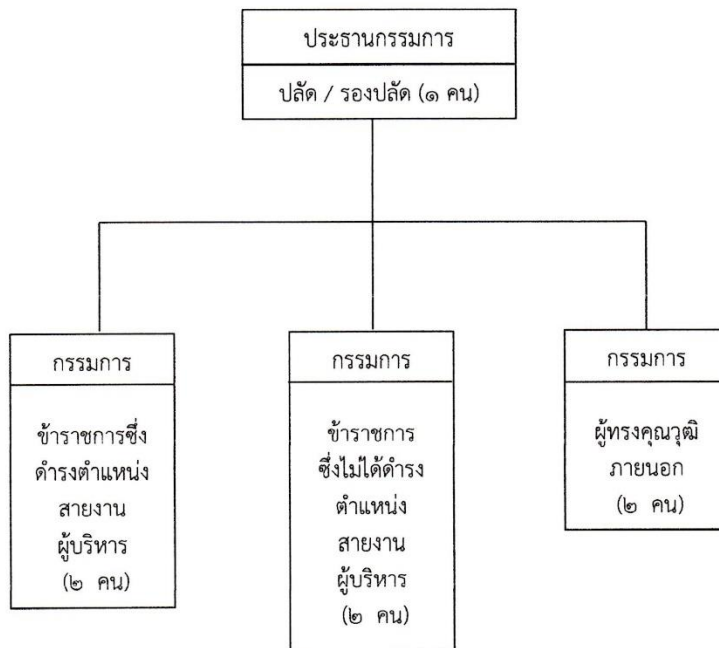 ประธานกรรมการ
ปลัด / รองปลัด (๑ คน)
กรรมการ
ข้าราชการซึ่ง
ดำรงตำแหน่ง
สายงาน
ผู้บริหาร
(๒ คน)
กรรมการ
ข้าราชการ
ซึ่งไม่ได้ดำรง
ตำแหน่ง
สายงาน
ผู้บริหาร
(๒ คน)
กรรมการ
ผู้ทรงคุณวุฒิ
ภายนอก
(๒ คน)